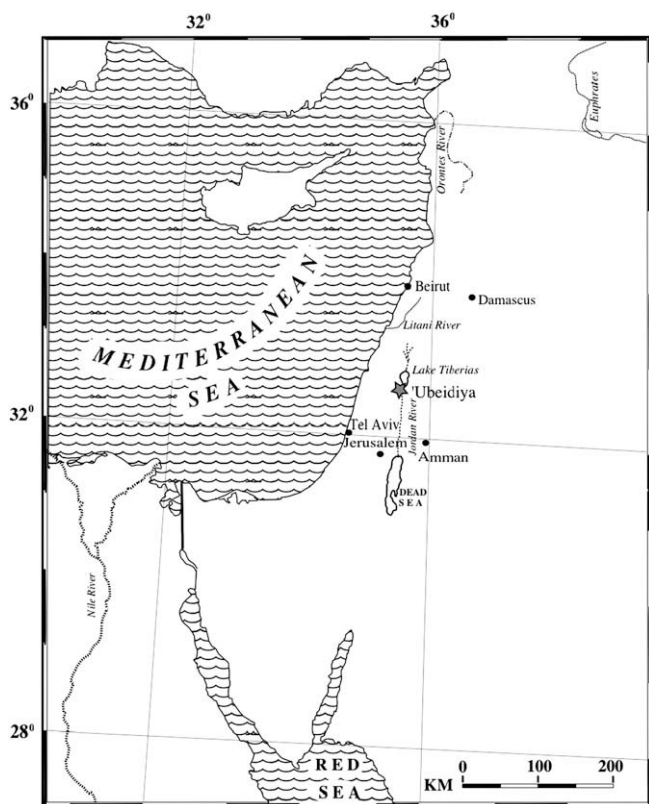 32⁰ 36⁰
36⁰
Euphrates
Orontes River
Beirut
Damascus
Litani River
MEDITERRANEAN
SEA
Lake Tiberias
'Ubeidiya
32⁰
Tel Aviv
Jordan River
Jerusalem
Amman
DEAD
SEA
Nile River
28⁰
RED
SEA
0 100 200
KM